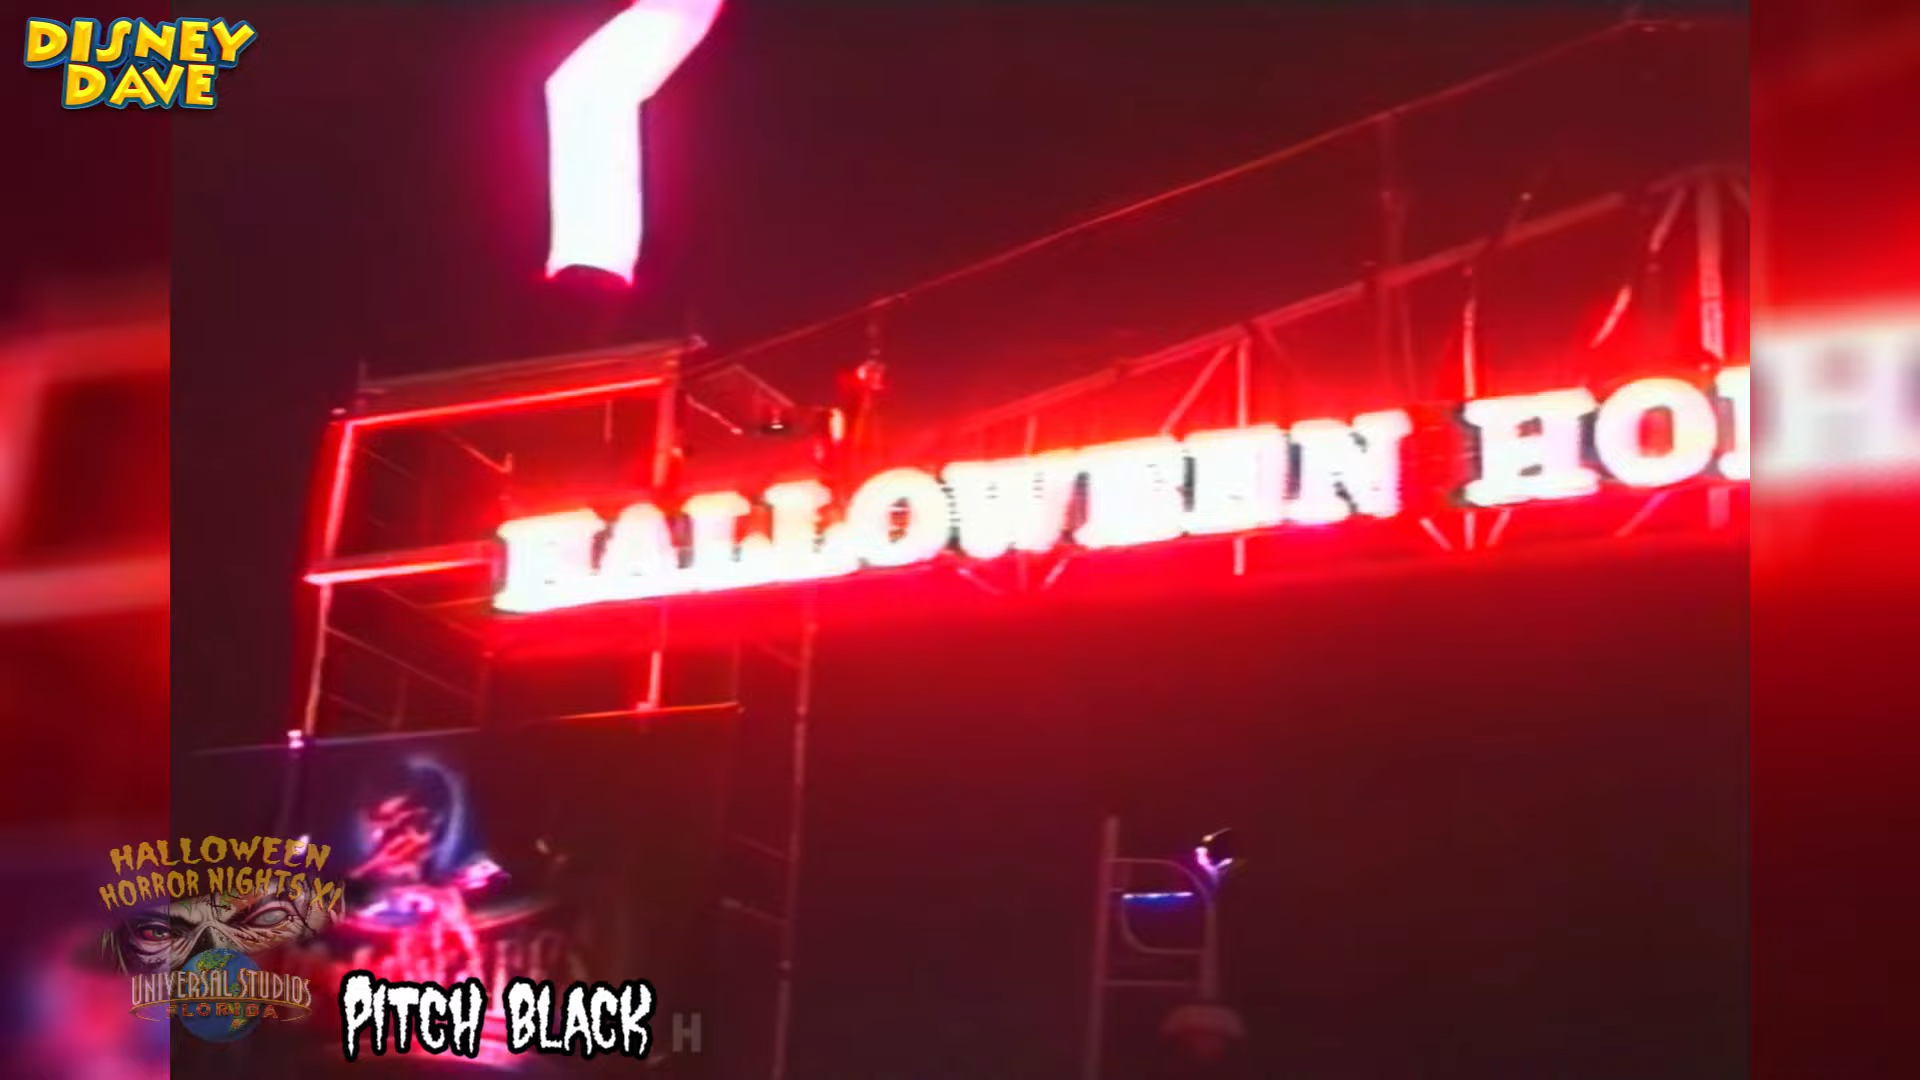 DISNEY
DAVE
HALLOWEEN HO
HALLOWEEN
HORROR NIGHTS XI
UNIVERSAL STUDIOS
FLORIDA
PITCH BLACK H